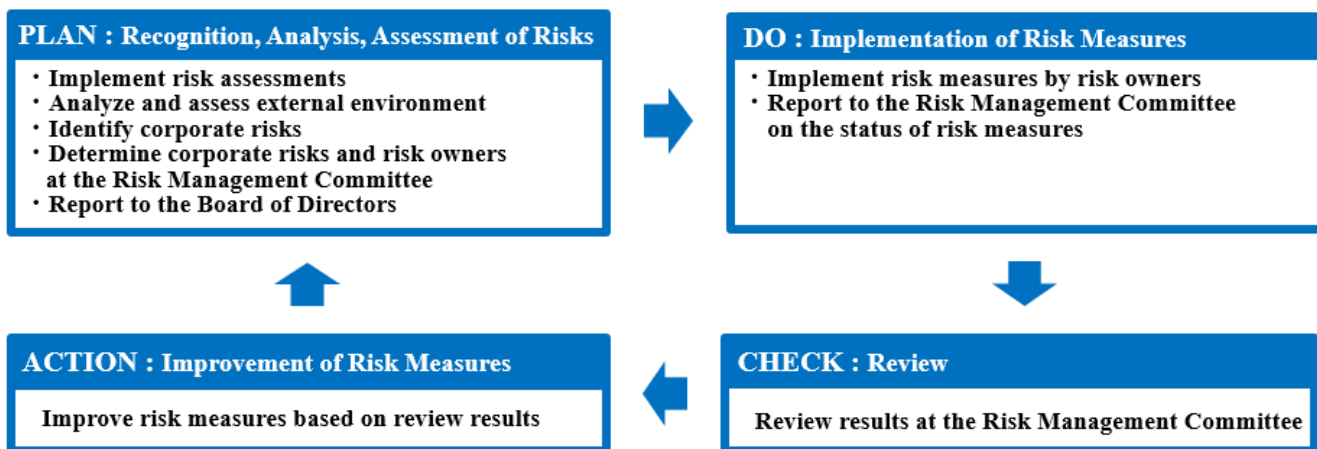 PLAN : Recognition, Analysis, Assessment of Risks
・Implement risk assessments
・Analyze and assess external environment
・Identify corporate risks
・Determine corporate risks and risk owners
at the Risk Management Committee
・Report to the Board of Directors
DO : Implementation of Risk Measures
・Implement risk measures by risk owners
・Report to the Risk Management Committee
on the status of risk measures
ACTION : Improvement of Risk Measures
Improve risk measures based on review results
CHECK : Review
Review results at the Risk Management Committee